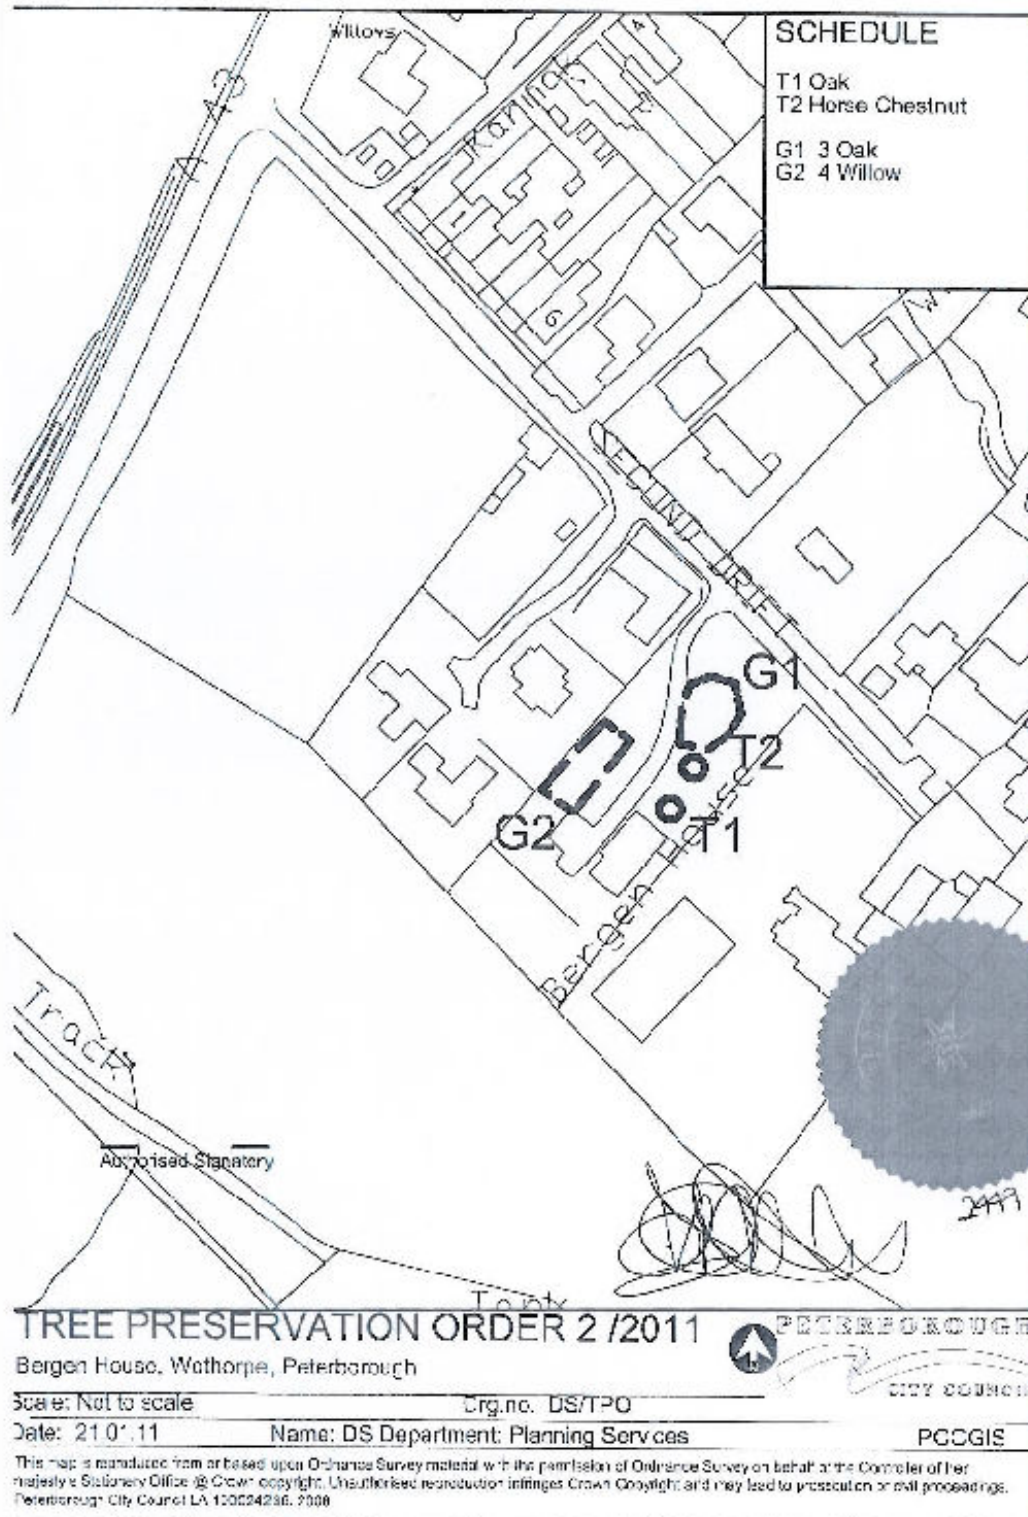 SCHEDULE
T1 Oak
T2 Horse Chestnut
G1 3 Oak
G2 4 Willow
Willows
A 43
4
2
6
G1
T2
G2
T1
Bergen House
Track
Authorised Signatory
TREE PRESERVATION ORDER 2 /2011
PETERBOROUGH
CITY COUNCI
Bergen House, Wothorpe, Peterborough
Scale: Not to scale
Org.no. DS/TPO
Date: 21.01.11
Name: DS Department: Planning Services
PCCGIS
This map is reproduced from or based upon Ordnance Survey material with the permission of Ordnance Survey on behalf of the Controller of her
majesty's Stationery Office @ Crown copyright. Unauthorised reproduction infringes Crown Copyright and may lead to prosecution or civil proceedings.
Peterborough City Council LA 100024236. 2008